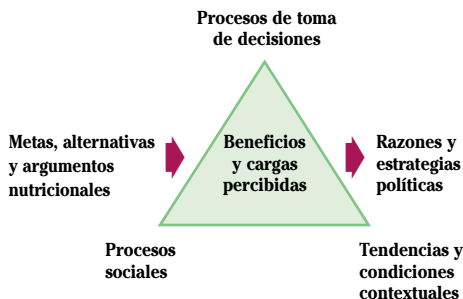 Procesos de toma
de decisiones
Metas, alternativas
y argumentos
nutricionales
Beneficios
y cargas
percibidas
Razones y
estrategias
políticas
Procesos
sociales
Tendencias y
condiciones
contextuales